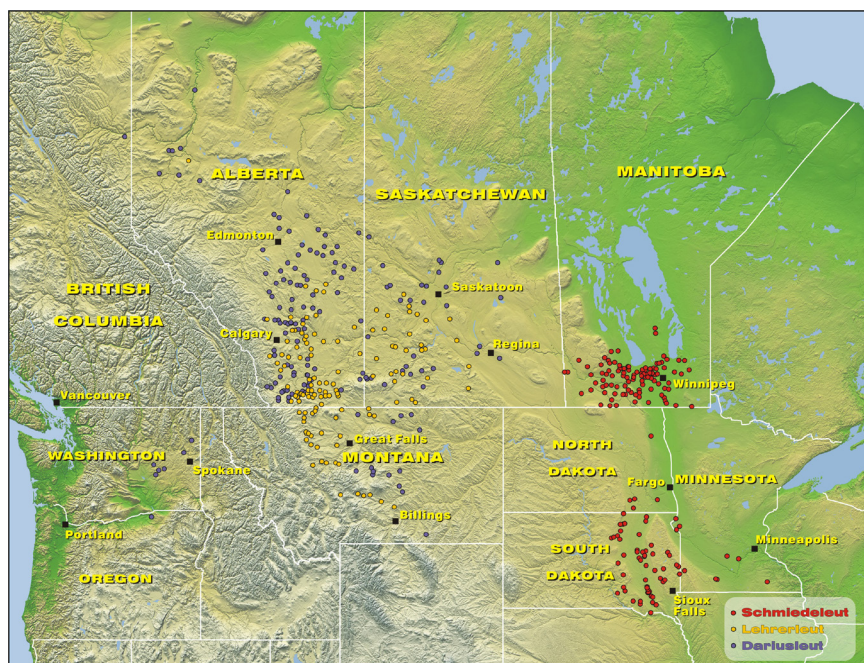 ALBERTA
SASKATCHEWAN
MANITOBA
Edmonton
BRITISH
COLUMBIA
Saskatoon
Calgary
Regina
Winnipeg
Vancouver
WASHINGTON
Spokane
Great Falls
MONTANA
NORTH
DAKOTA
Fargo
MINNESOTA
Portland
Billings
OREGON
SOUTH
DAKOTA
Minneapolis
Sioux
Falls
Schmiedeleut
Lehrerleut
Dariusleut